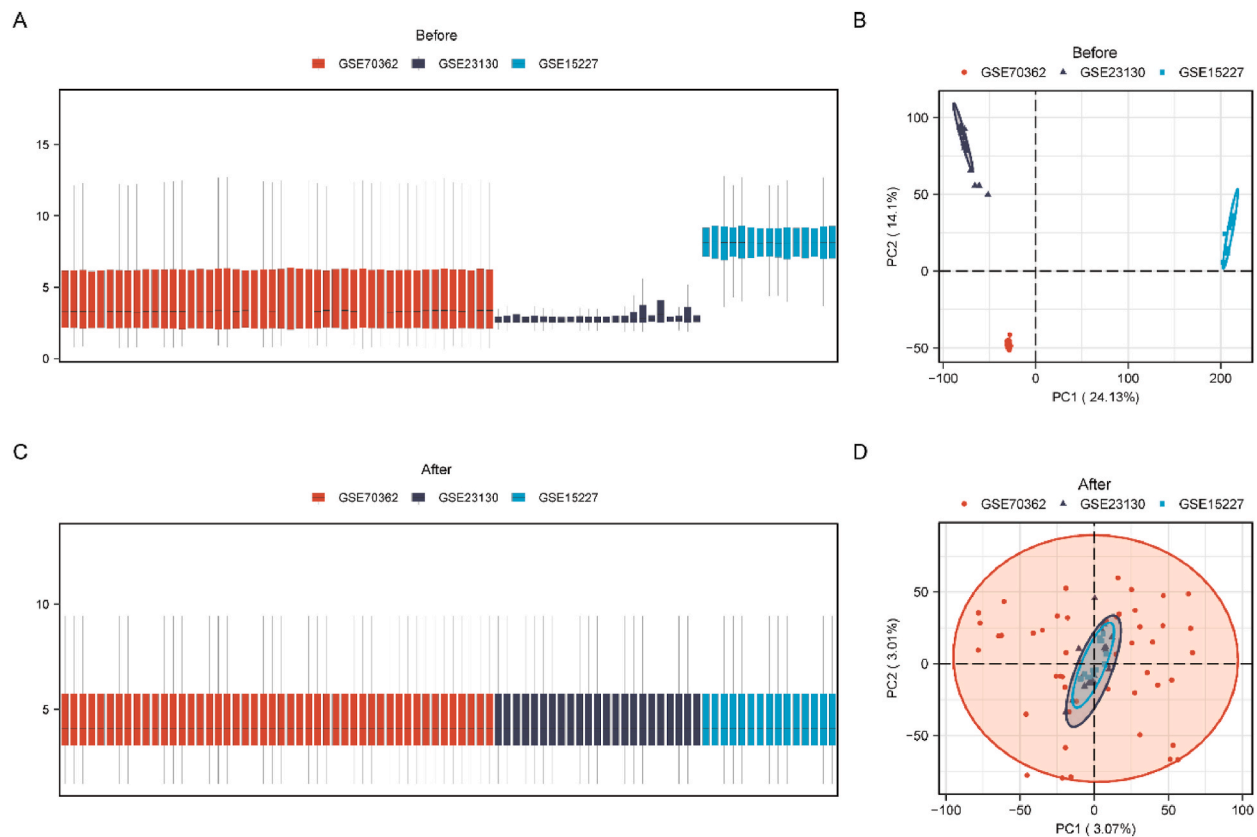 A
Before
GSE70362 GSE23130 GSE15227
15
10
5
0
B
Before
GSE70362 GSE23130 GSE15227
100
50
0
−50
PC2 ( 14.1%)
−100 0 100 200
PC1 ( 24.13%)
C
After
GSE70362 GSE23130 GSE15227
10
5
D
After
GSE70362 GSE23130 GSE15227
50
0
−50
PC2 ( 3.01%)
−100 −50 0 50 100
PC1 ( 3.07%)